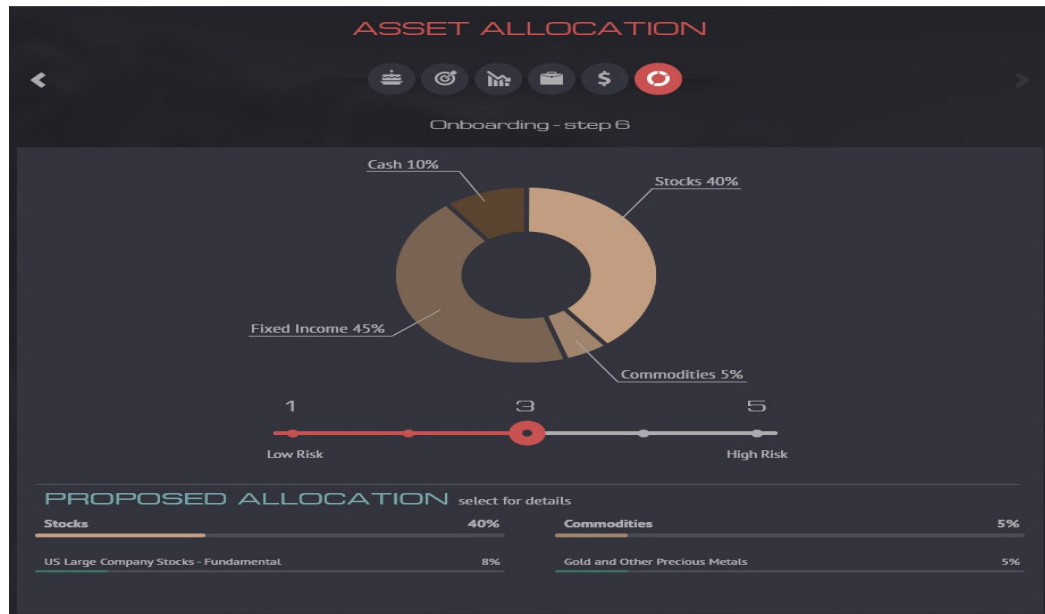 ASSET ALLOCATION
$
Onboarding - step 6
Cash 10%
Stocks 40%
Fixed Income 45%
Commodities 5%
1 3 5
Low Risk High Risk
PROPOSED ALLOCATION select for details
Stocks 40% Commodities 5%
US Large Company Stocks - Fundamental 8% Gold and Other Precious Metals 5%